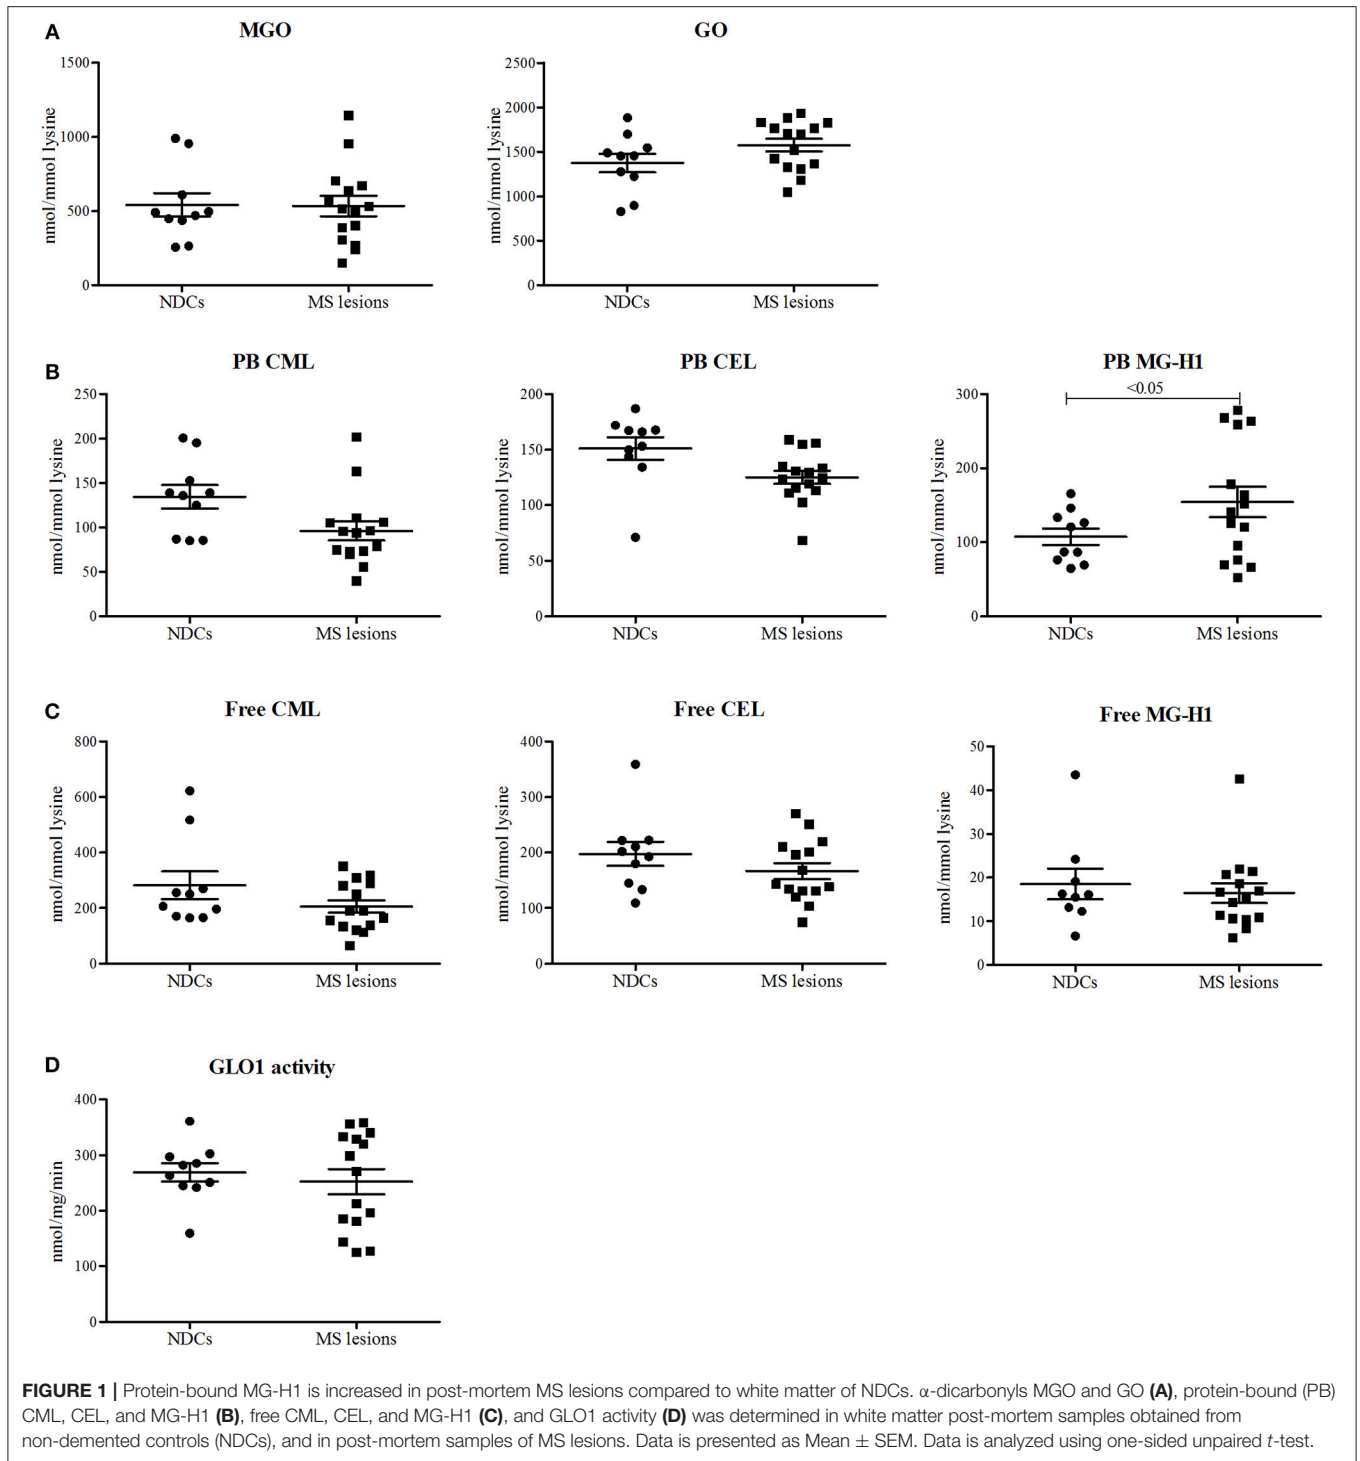 A
MGO
GO
nmol/mmol lysine
1500
1000
500
0
NDCs
MS lesions
nmol/mmol lysine
2500
2000
1500
1000
500
0
NDCs
MS lesions
B
PB CML
PB CEL
PB MG-H1
nmol/mmol lysine
250
200
150
100
50
0
NDCs
MS lesions
nmol/mmol lysine
200
150
100
50
0
NDCs
MS lesions
nmol/mmol lysine
300
200
100
0
<0.05
NDCs
MS lesions
C
Free CML
Free CEL
Free MG-H1
nmol/mmol lysine
800
600
400
200
0
NDCs
MS lesions
nmol/mmol lysine
400
300
200
100
0
NDCs
MS lesions
nmol/mmol lysine
50
40
30
20
10
0
NDCs
MS lesions
D
GLO1 activity
nmol/mg/min
400
300
200
100
0
NDCs
MS lesions
FIGURE 1 | Protein-bound MG-H1 is increased in post-mortem MS lesions compared to white matter of NDCs. α-dicarbonyls MGO and GO (A), protein-bound (PB)
CML, CEL, and MG-H1 (B), free CML, CEL, and MG-H1 (C), and GLO1 activity (D) was determined in white matter post-mortem samples obtained from
non-demented controls (NDCs), and in post-mortem samples of MS lesions. Data is presented as Mean ± SEM. Data is analyzed using one-sided unpaired t-test.